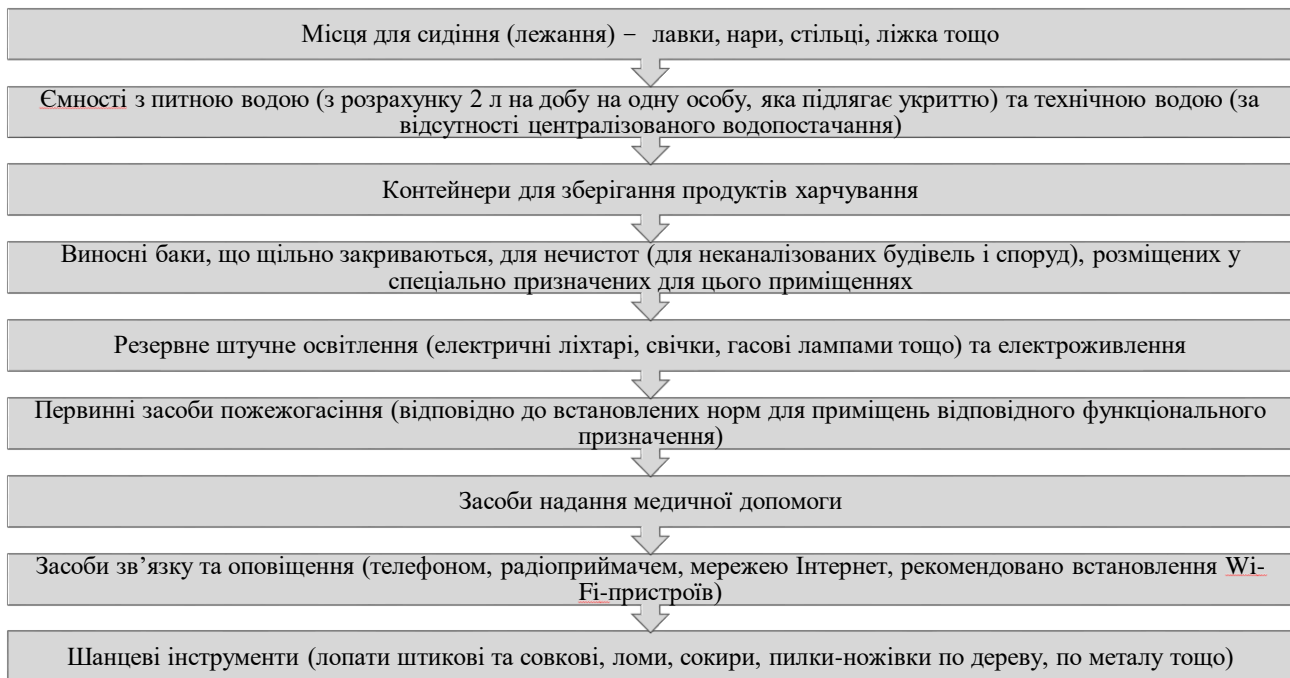 Місця для сидіння (лежання) – лавки, нари, стільці, ліжка тощо
Ємності з питною водою (з розрахунку 2 л на добу на одну особу, яка підлягає укриттю) та технічною водою (за
відсутності централізованого водопостачання)
Контейнери для зберігання продуктів харчування
Виносні баки, що щільно закриваються, для нечистот (для неканалізованих будівель і споруд), розміщених у
спеціально призначених для цього приміщеннях
Резервне штучне освітлення (електричні ліхтарі, свічки, гасові лампами тощо) та електроживлення
Первинні засоби пожежогасіння (відповідно до встановлених норм для приміщень відповідного функціонального
призначення)
Засоби надання медичної допомоги
Засоби зв’язку та оповіщення (телефоном, радіоприймачем, мережею Інтернет, рекомендовано встановлення Wi-
Fi-пристроїв)
Шанцеві інструменти (лопати штикові та совкові, ломи, сокири, пилки-ножівки по дереву, по металу тощо)